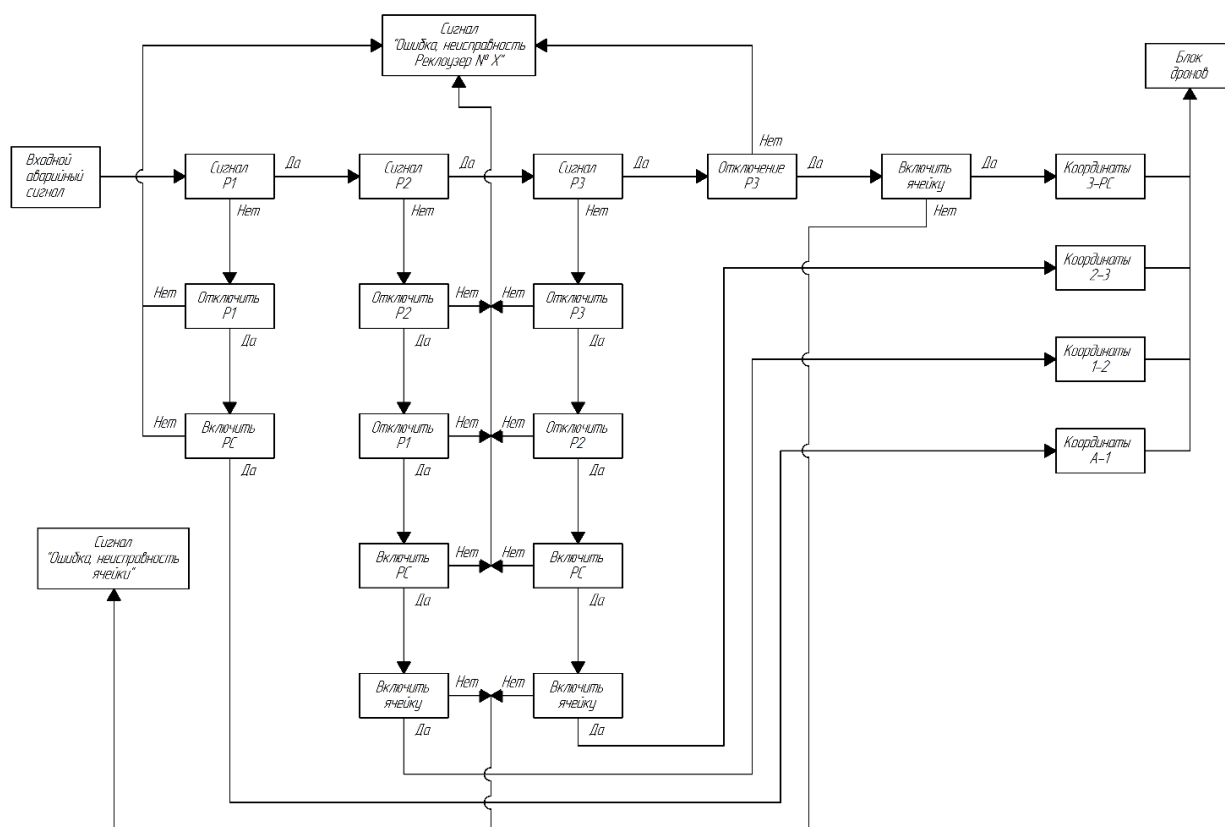 Сигнал
"Ошибка, неисправность
Реклоузер № X"
Блок
дронов
Входной
аварийный
сигнал
Сигнал
Р1
Да
Сигнал
Р2
Да
Сигнал
Р3
Да
Отключение
Р3
Нет
Да
Включить
ячейку
Да
Координаты
3-РС
Нет
Нет
Нет
Нет
Координаты
2-3
Нет
Отключить
Р1
Отключить
Р2
Нет
Нет
Отключить
Р3
Да
Да
Да
Координаты
1-2
Нет
Включить
РС
Отключить
Р1
Нет
Нет
Отключить
Р2
Координаты
А-1
Да
Да
Да
Сигнал
"Ошибка, неисправность
ячейки"
Включить
РС
Нет
Нет
Включить
РС
Да
Да
Включить
ячейку
Нет
Нет
Включить
ячейку
Да
Да